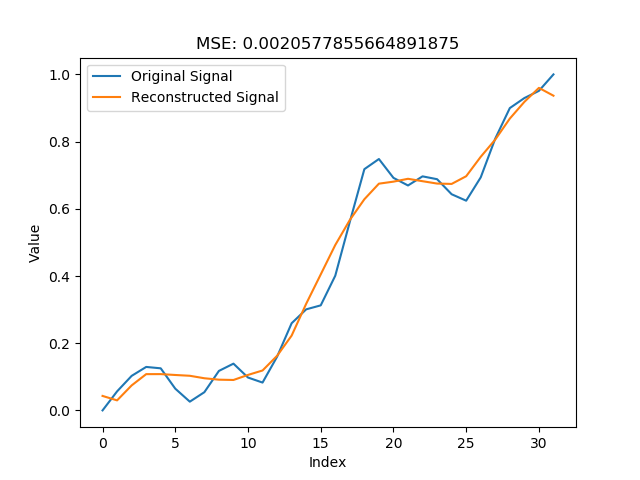 MSE: 0.0020577855664891875
Original Signal
Reconstructed Signal
1.0
0.8
0.6
0.4
0.2
0.0
Value
0 5 10 15 20 25 30
Index